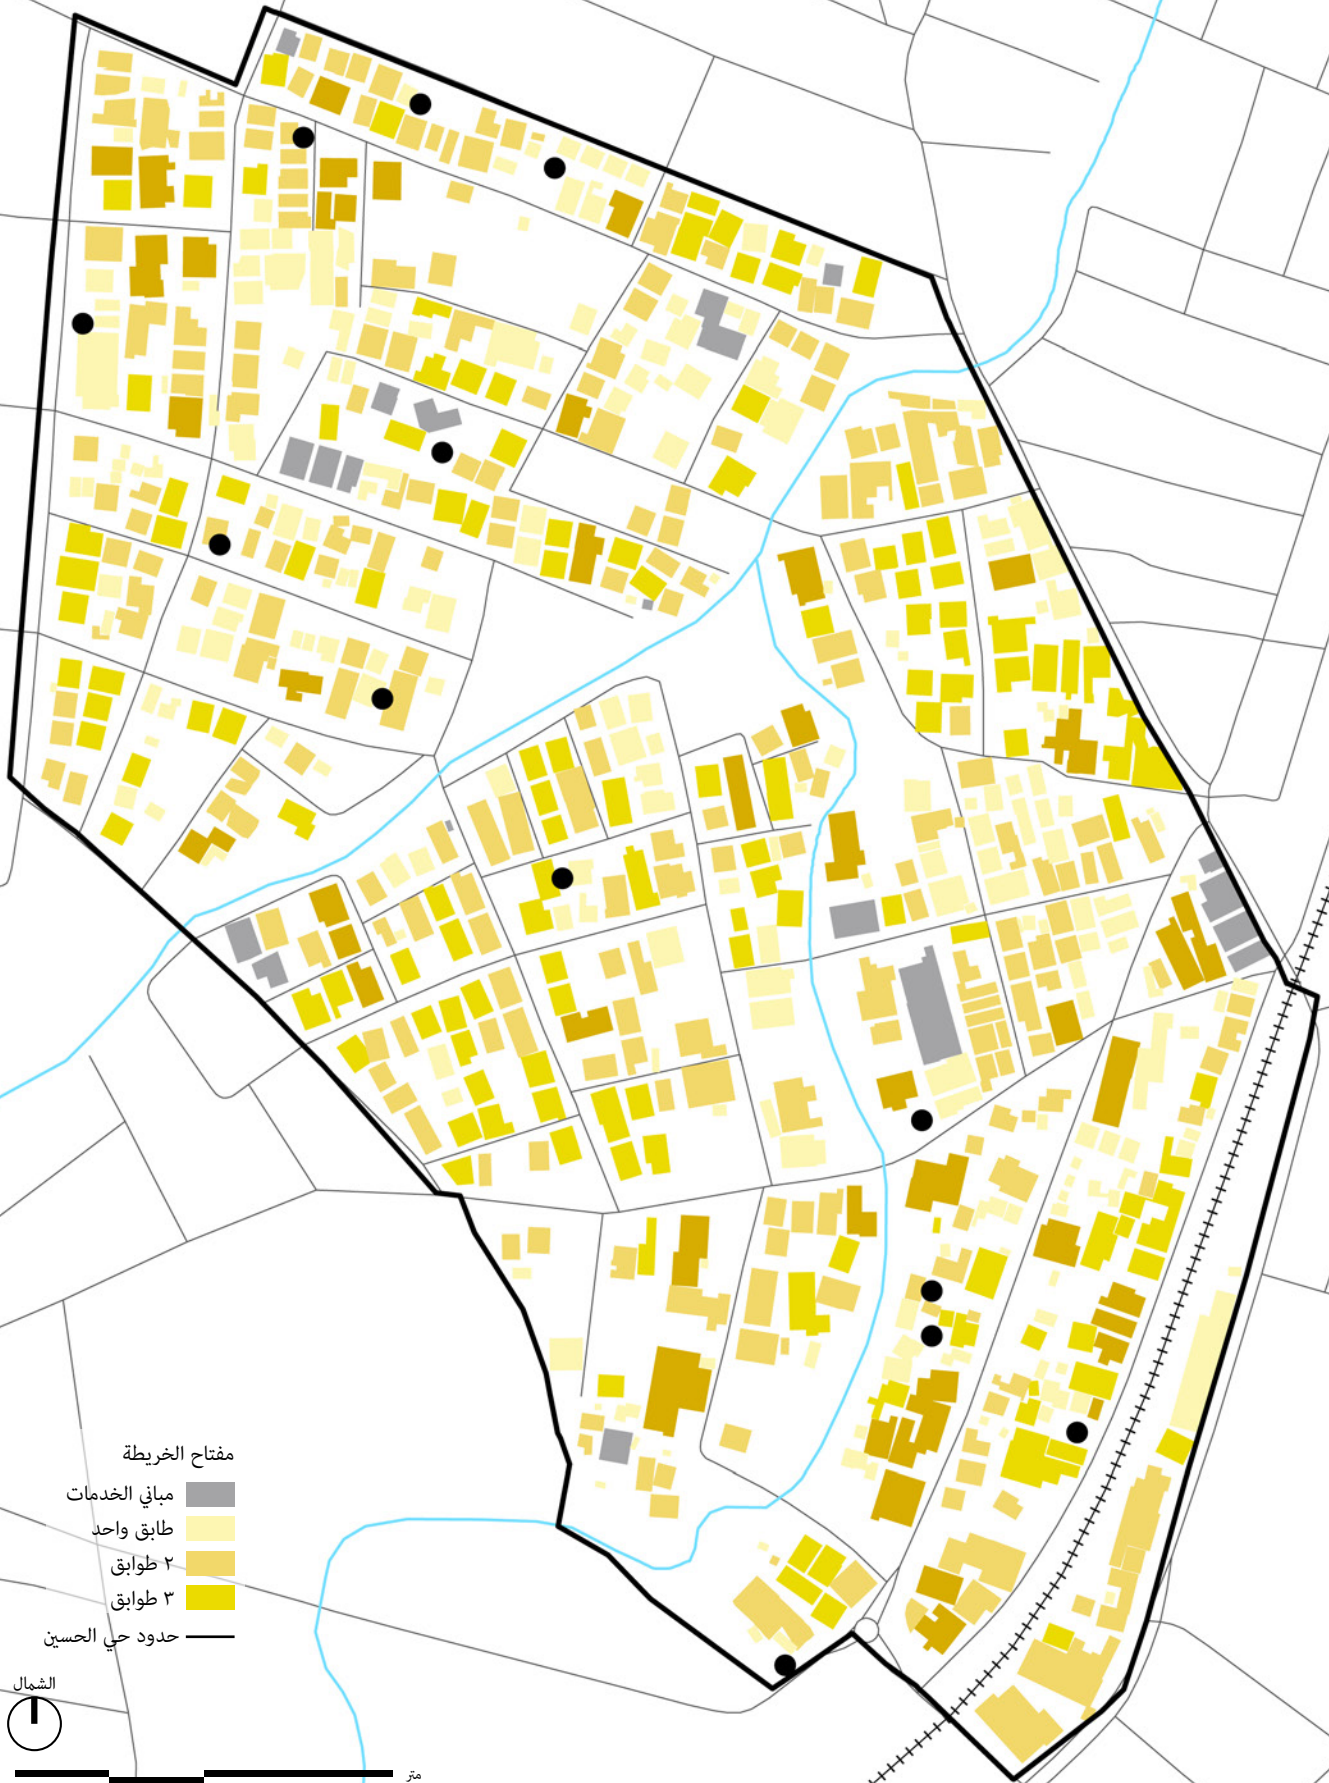 مفتاح الخريطة
مباني الخدمات
طابق واحد
٢ طوابق
٣ طوابق
حدود حي الحسين
الشمال
متر